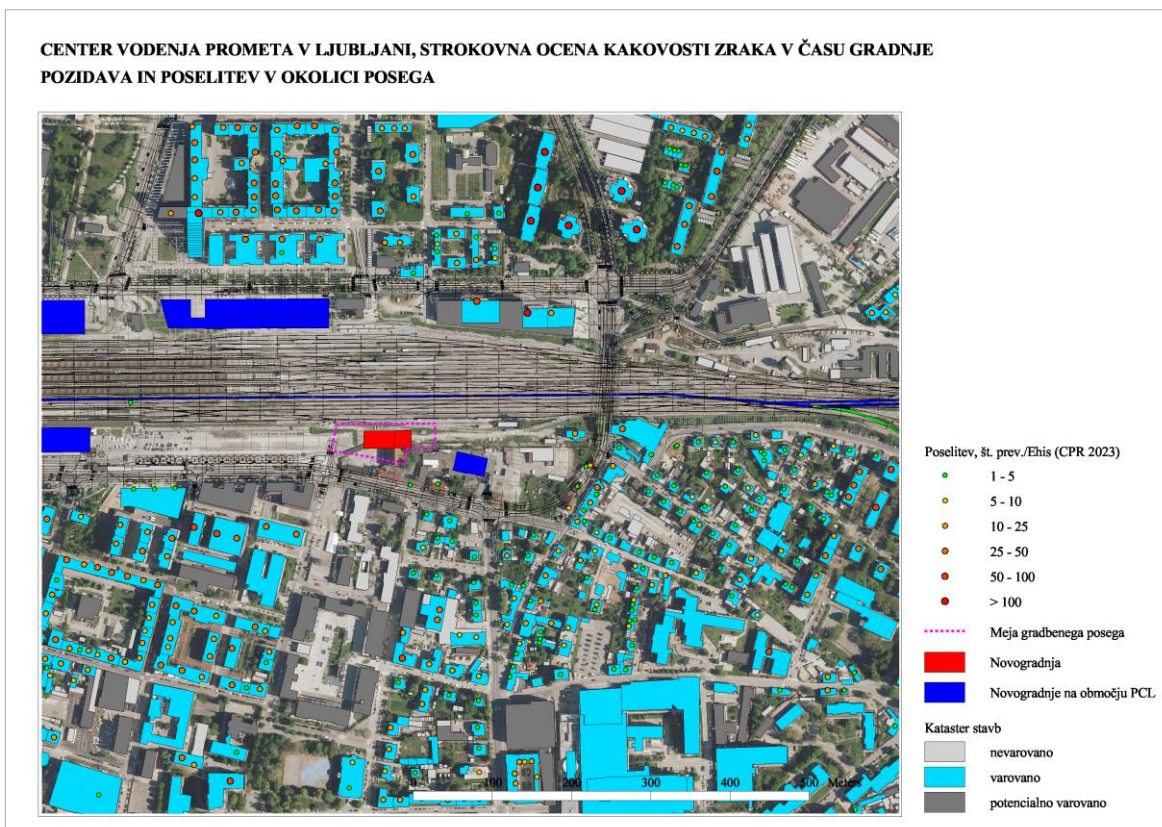 CENTER VODENJA PROMETA V LJUBLJANI, STROKOVNA OCENA KAKOVOSTI ZRAKA V ČASU GRADNJE
POZIDAVA IN POSELITEV V OKOLICI POSEGA
Poselitev, št. prev./Ehis (CPR 2023)
1 - 5
5 - 10
10 - 25
25 - 50
50 - 100
> 100
Meja gradbenega posega
Novogradnja
Novogradnje na območju PCL
Kataster stavb
nevarovano
varovano
potencialno varovano
0 100 200 300 400 500 Meters